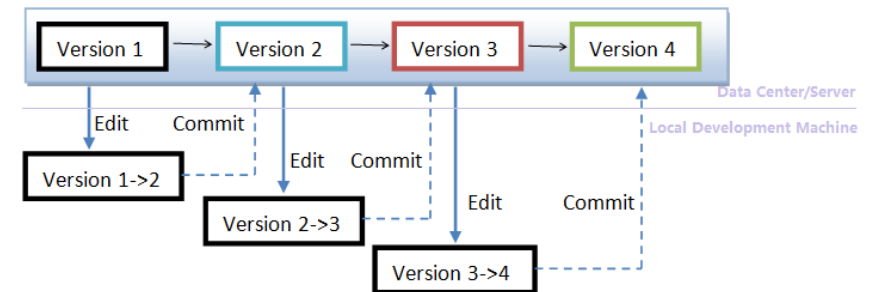 Version 1
Version 2
Version 3
Version 4
Data Center/Server
Local Development Machine
Edit
Commit
Edit
Commit
Edit
Commit
Version 1->2
Version 2->3
Version 3->4